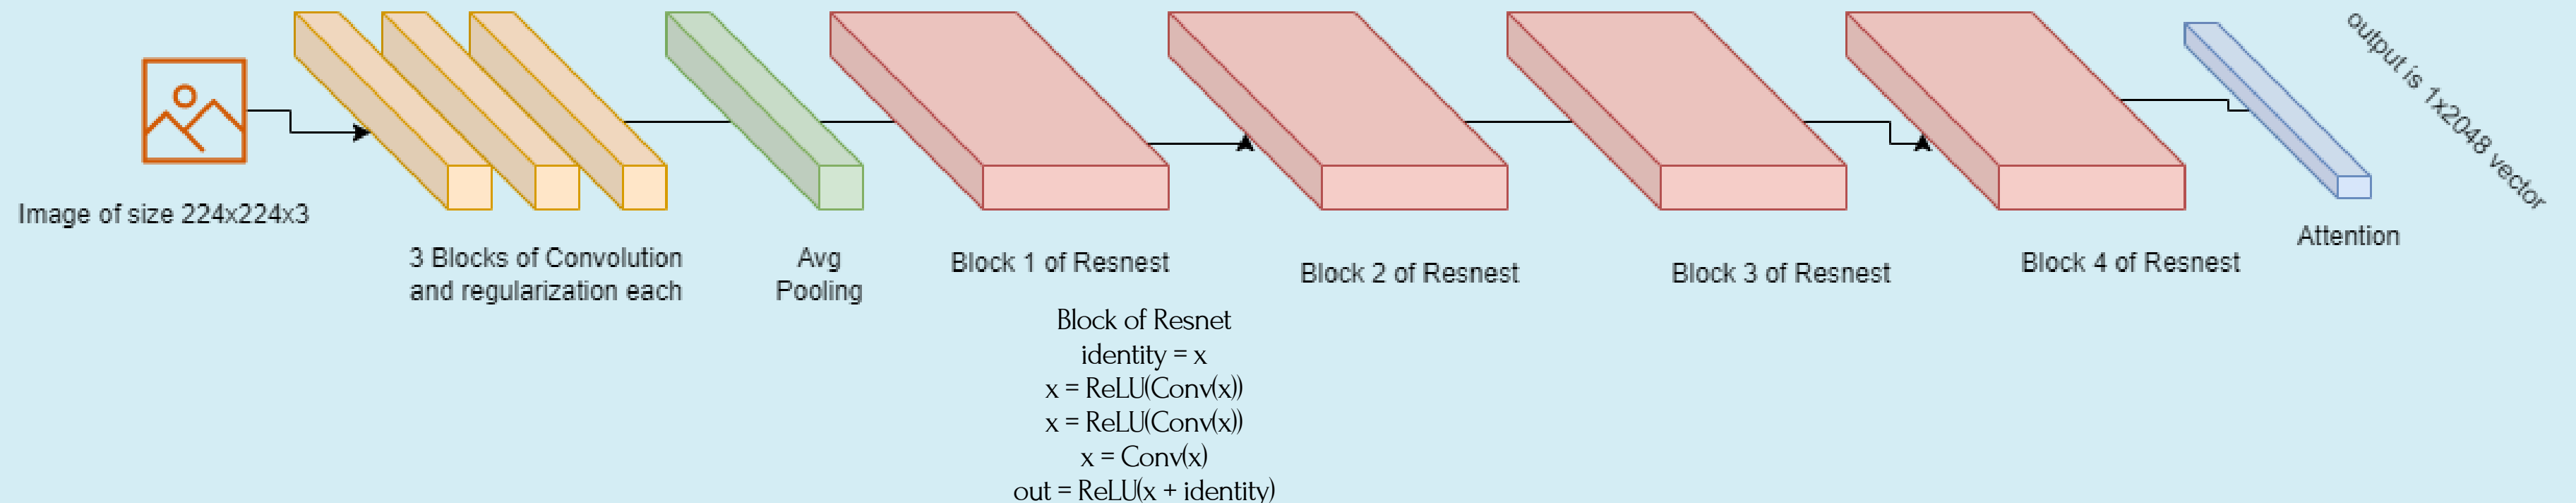 Image of size 224x224x3
3 Blocks of Convolution
and regularization each
Avg
Pooling
Block 1 of Resnest
Block 2 of Resnest
Block 3 of Resnest
Block 4 of Resnest
Attention
output is 1x2048 vector
Block of Resnet
identity = x
x = ReLU(Conv(x))
x = ReLU(Conv(x))
x = Conv(x)
out = ReLU(x + identity)